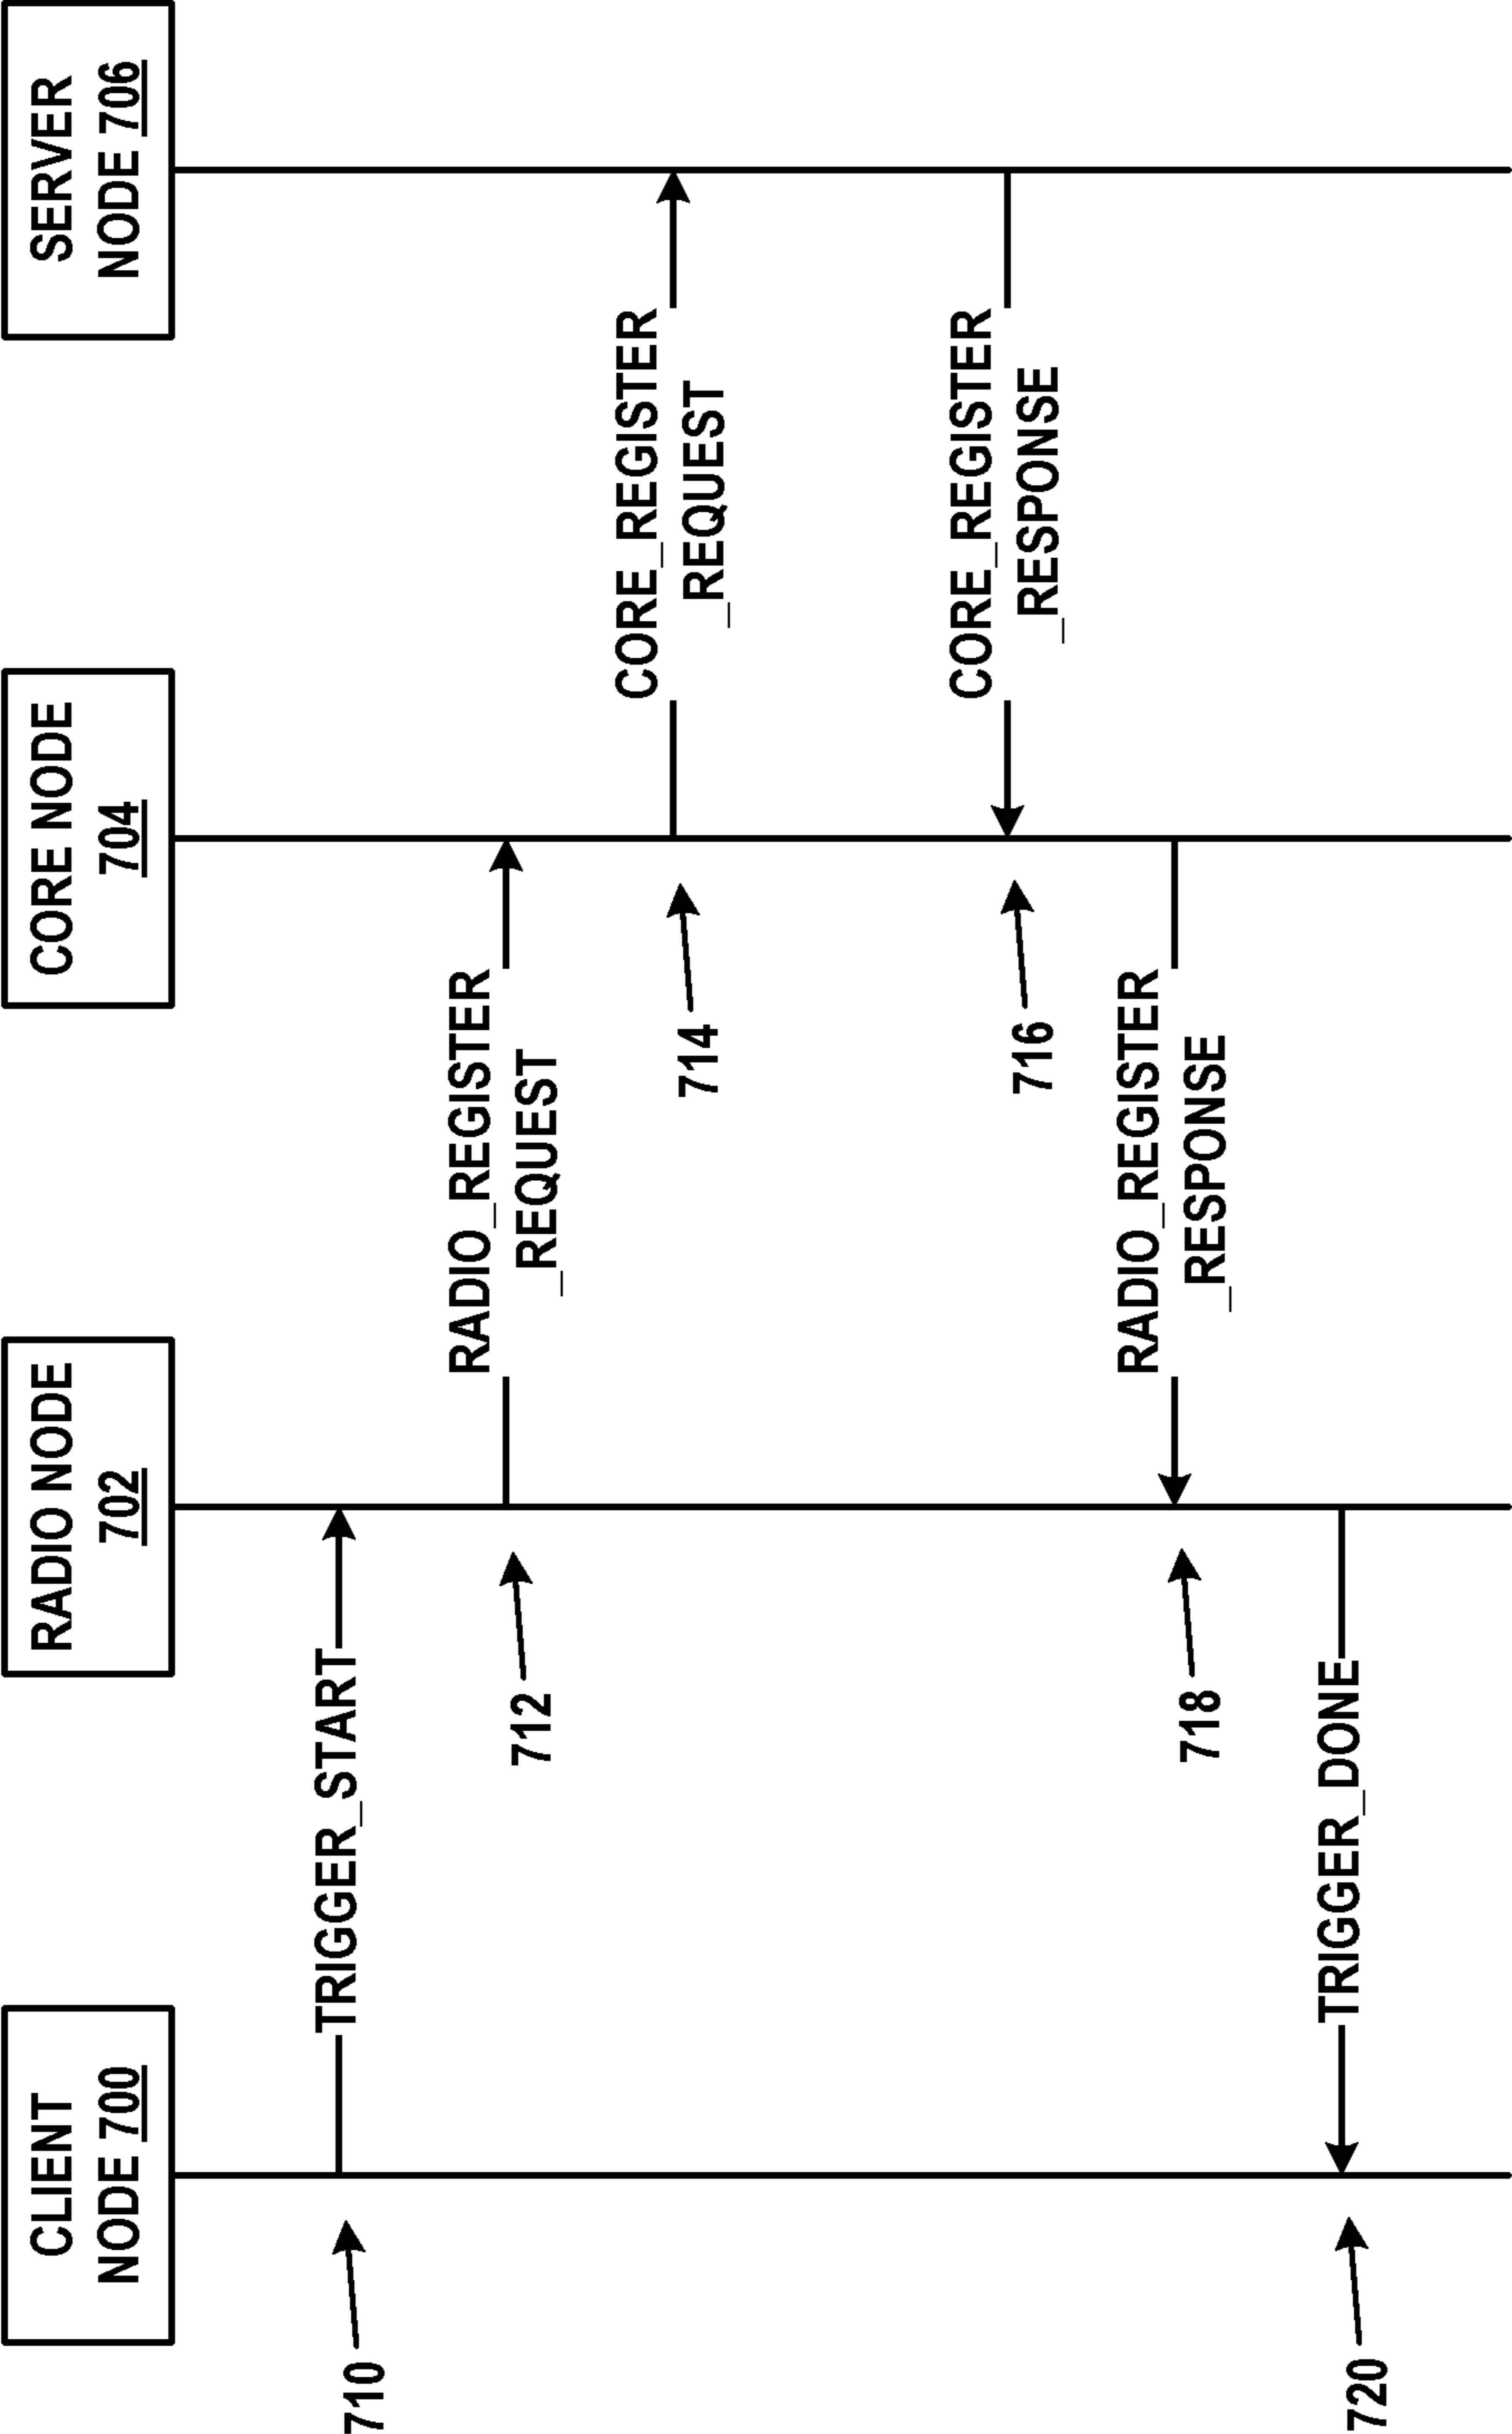 CLIENT
NODE 700
RADIO NODE
702
CORE NODE
704
SERVER
NODE 706
710
TRIGGER_START
712
RADIO_REGISTER
_REQUEST
714
CORE_REGISTER
_REQUEST
716
CORE_REGISTER
_RESPONSE
718
RADIO_REGISTER
_RESPONSE
720
TRIGGER_DONE